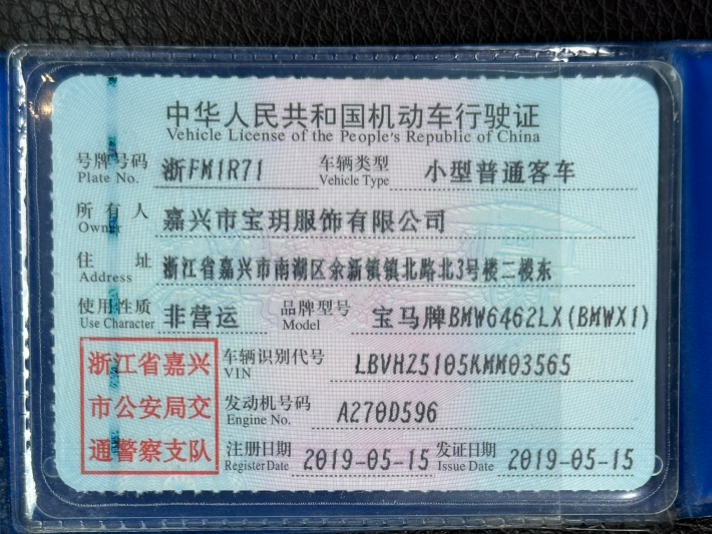 中华人民共和国机动车行驶证
Vehicle License of the People's Republic of China
号牌号码 浙FM1R71 车辆类型 小型普通客车
Plate No. Vehicle Type
所有人 嘉兴市宝玥服饰有限公司
Owner
住址 浙江省嘉兴市南湖区余新镇镇北路北3号楼二楼东
Address
使用性质 非营运 品牌型号 宝马牌BMW6462LX(BMWX1)
Use Character Model
浙江省嘉兴 车辆识别代号 LBVHZ5105KMM03565
VIN
市公安局交 发动机号码 A270D596
Engine No.
通警察支队 注册日期 2019-05-15 发证日期 2019-05-15
Register Date Issue Date